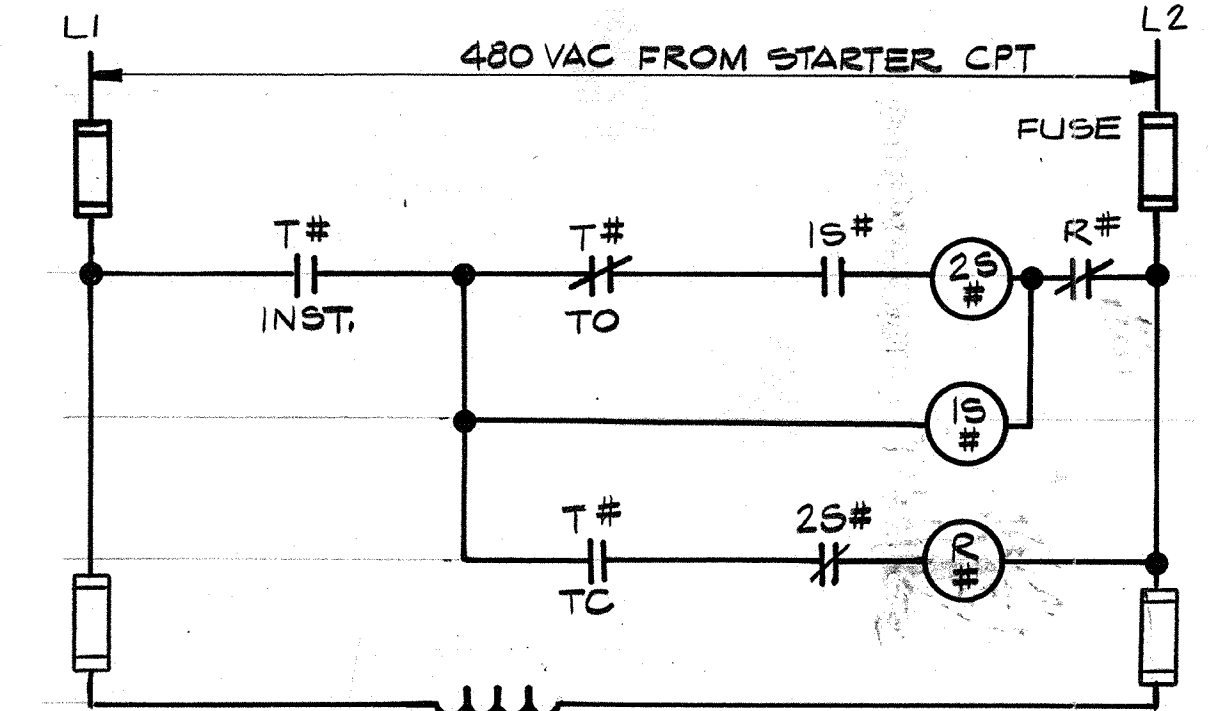 L1
L2
480 VAC FROM STARTER CPT
FUSE
T#
T#
1S#
R#
2S
#
INST.
TO
1S
#
T#
2S#
R
#
TC